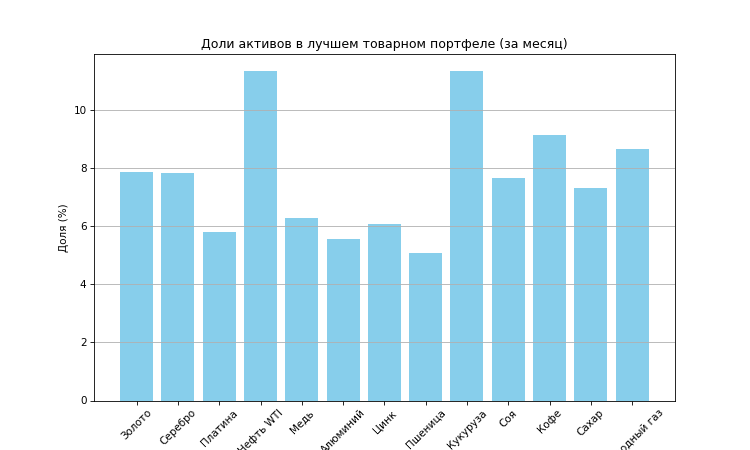 Доли активов в лучшем товарном портфеле (за месяц)
Доля (%)
10
8
6
4
2
0
Золото
Серебро
Платина
Нефть WTI
Медь
Алюминий
Цинк
Пшеница
Кукуруза
Соя
Кофе
Сахар
газ